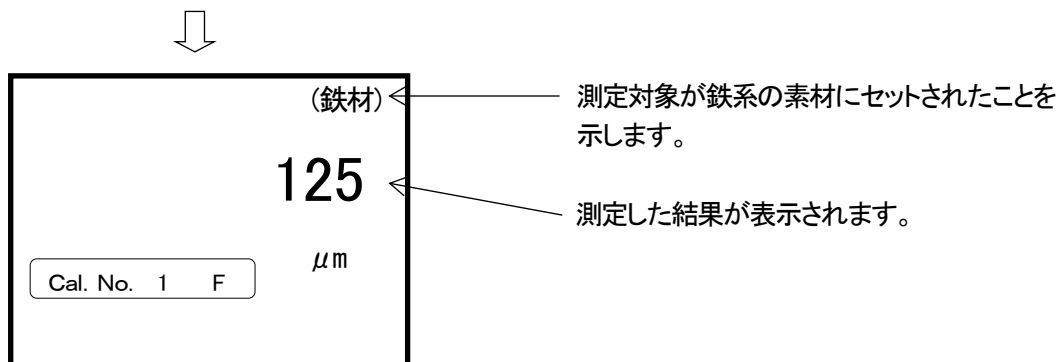 (鉄材)
測定対象が鉄系の素材にセットされたことを
示します。
125
測定した結果が表示されます。
μm
Cal. No. 1 F